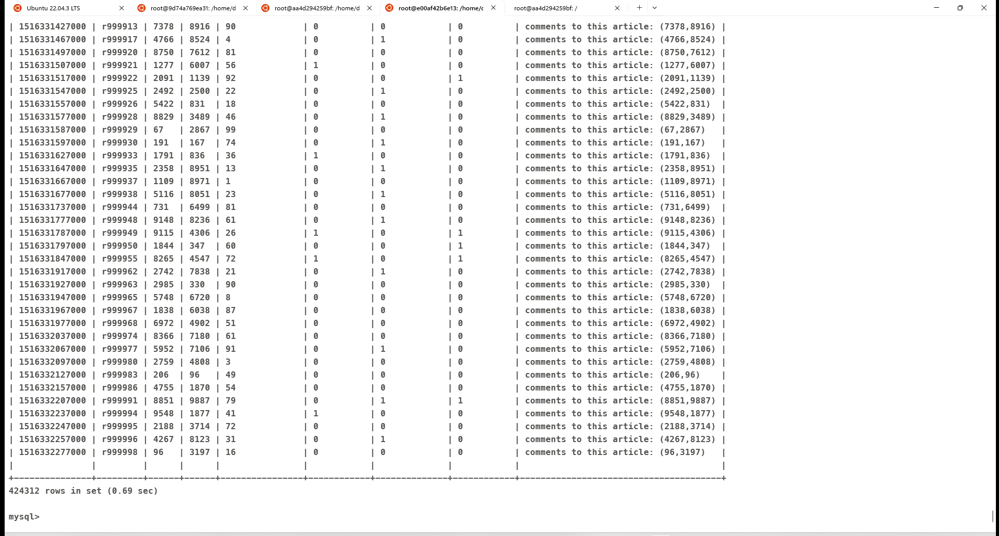 Ubuntu 22.04.3 LTS root@9d74a769ea31: /home/d root@aa4d294259bf: /home/d root@e00af42b6e13: /home/c root@aa4d294259bf: /
| 1516331427000 | r999913 | 7378 | 8916 | 90 | 0 | 0 | 0 | comments to this article: (7378,8916) |
| 1516331467000 | r999917 | 4766 | 8524 | 4 | 0 | 1 | 0 | comments to this article: (4766,8524) |
| 1516331497000 | r999920 | 8750 | 7612 | 81 | 0 | 0 | 0 | comments to this article: (8750,7612) |
| 1516331507000 | r999921 | 1277 | 6007 | 56 | 1 | 0 | 0 | comments to this article: (1277,6007) |
| 1516331517000 | r999922 | 2091 | 1139 | 92 | 0 | 0 | 1 | comments to this article: (2091,1139) |
| 1516331547000 | r999925 | 2492 | 2500 | 22 | 0 | 1 | 0 | comments to this article: (2492,2500) |
| 1516331557000 | r999926 | 5422 | 831 | 18 | 0 | 0 | 0 | comments to this article: (5422,831) |
| 1516331577000 | r999928 | 8829 | 3489 | 46 | 0 | 1 | 0 | comments to this article: (8829,3489) |
| 1516331587000 | r999929 | 67 | 2867 | 99 | 0 | 0 | 0 | comments to this article: (67,2867) |
| 1516331597000 | r999930 | 191 | 167 | 74 | 0 | 1 | 0 | comments to this article: (191,167) |
| 1516331627000 | r999933 | 1791 | 836 | 36 | 1 | 0 | 0 | comments to this article: (1791,836) |
| 1516331647000 | r999935 | 2358 | 8951 | 13 | 0 | 1 | 0 | comments to this article: (2358,8951) |
| 1516331667000 | r999937 | 1109 | 8971 | 1 | 0 | 0 | 0 | comments to this article: (1109,8971) |
| 1516331677000 | r999938 | 5116 | 8051 | 23 | 0 | 1 | 0 | comments to this article: (5116,8051) |
| 1516331737000 | r999944 | 731 | 6499 | 81 | 0 | 0 | 0 | comments to this article: (731,6499) |
| 1516331777000 | r999948 | 9148 | 8236 | 61 | 0 | 1 | 0 | comments to this article: (9148,8236) |
| 1516331787000 | r999949 | 9115 | 4306 | 26 | 1 | 0 | 1 | comments to this article: (9115,4306) |
| 1516331797000 | r999950 | 1844 | 347 | 60 | 0 | 0 | 1 | comments to this article: (1844,347) |
| 1516331847000 | r999955 | 8265 | 4547 | 72 | 1 | 0 | 1 | comments to this article: (8265,4547) |
| 1516331917000 | r999962 | 2742 | 7838 | 21 | 0 | 1 | 0 | comments to this article: (2742,7838) |
| 1516331927000 | r999963 | 2985 | 330 | 90 | 0 | 0 | 0 | comments to this article: (2985,330) |
| 1516331947000 | r999965 | 5748 | 6720 | 8 | 0 | 0 | 0 | comments to this article: (5748,6720) |
| 1516331967000 | r999967 | 1838 | 6038 | 87 | 0 | 0 | 0 | comments to this article: (1838,6038) |
| 1516331977000 | r999968 | 6972 | 4902 | 51 | 0 | 0 | 0 | comments to this article: (6972,4902) |
| 1516332037000 | r999974 | 8366 | 7180 | 61 | 0 | 0 | 0 | comments to this article: (8366,7180) |
| 1516332067000 | r999977 | 5952 | 7106 | 91 | 0 | 1 | 0 | comments to this article: (5952,7106) |
| 1516332097000 | r999980 | 2759 | 4808 | 3 | 0 | 0 | 0 | comments to this article: (2759,4808) |
| 1516332127000 | r999983 | 206 | 96 | 49 | 0 | 0 | 0 | comments to this article: (206,96) |
| 1516332157000 | r999986 | 4755 | 1870 | 54 | 0 | 0 | 0 | comments to this article: (4755,1870) |
| 1516332207000 | r999991 | 8851 | 9887 | 79 | 0 | 1 | 1 | comments to this article: (8851,9887) |
| 1516332237000 | r999994 | 9548 | 1877 | 41 | 1 | 0 | 0 | comments to this article: (9548,1877) |
| 1516332247000 | r999995 | 2188 | 3714 | 72 | 0 | 0 | 0 | comments to this article: (2188,3714) |
| 1516332257000 | r999996 | 4267 | 8123 | 31 | 0 | 1 | 0 | comments to this article: (4267,8123) |
| 1516332277000 | r999998 | 96 | 3197 | 16 | 0 | 0 | 0 | comments to this article: (96,3197) |
| | | | | | | | | |
+---------------+---------+------+------+----------------+------------+--------------+------------+---------------------------------------+
424312 rows in set (0.69 sec)
mysql>